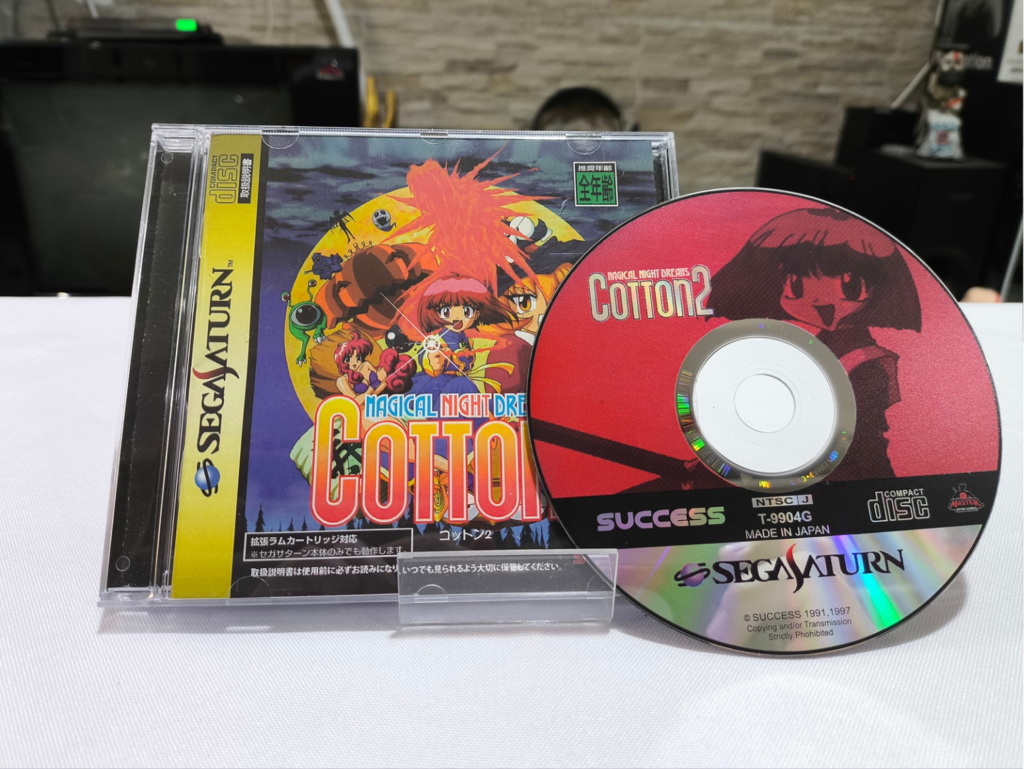 COMPACT
disc
取扱説明書
SEGA SATURN™
推奨年齢
全年齢
MAGICAL NIGHT DRE
COTTON
コットン2
拡張ラムカートリッジ対応
※セガサターン本体のみでも動作します
取扱説明書は使用前に必ずお読みになり、いつでも見られるよう大切に保管してください。
MAGICAL NIGHT DREAMS
COTTON2
SUCCESS
NTSC J
T-9904G
MADE IN JAPAN
COMPACT
disc
MASTER
SEGA SATURN
© SUCCESS 1991,1997
Copying and/or Transmission
Strictly Phohibited